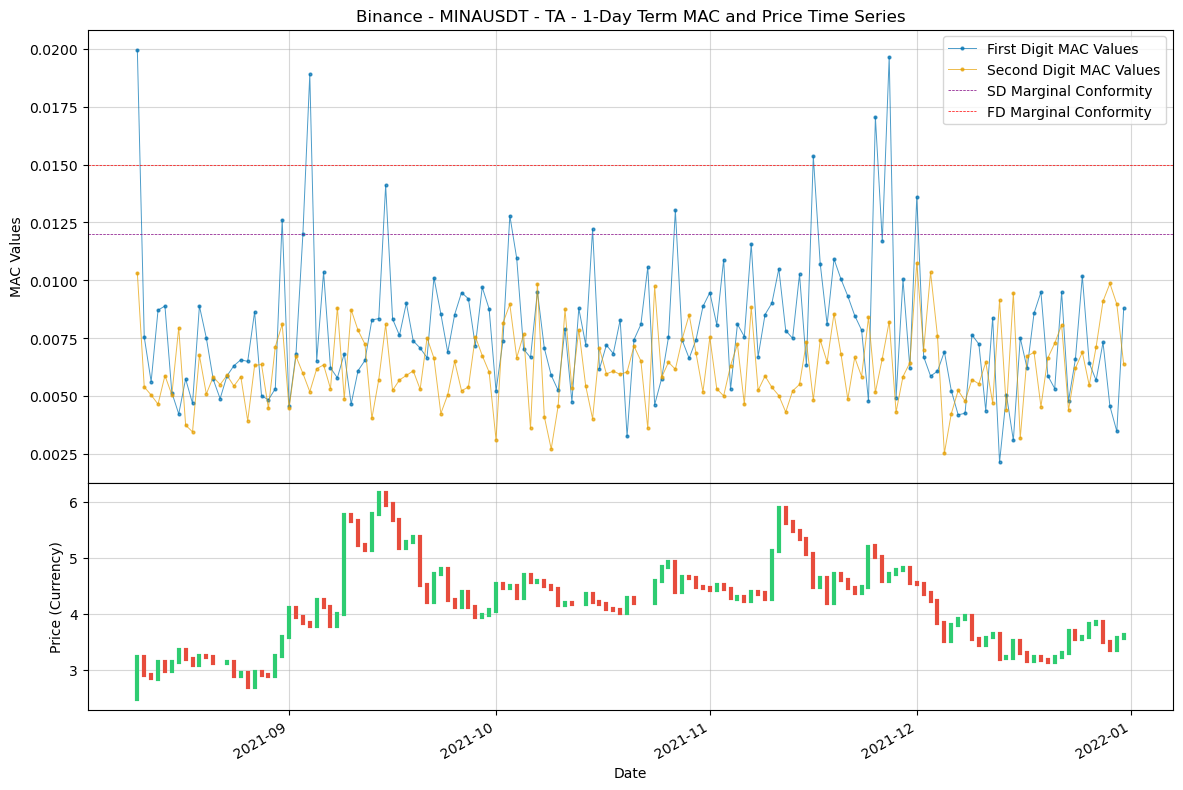 Binance - MINAUSDT - TA - 1-Day Term MAC and Price Time Series
First Digit MAC Values
Second Digit MAC Values
SD Marginal Conformity
FD Marginal Conformity
MAC Values
0.0200
0.0175
0.0150
0.0125
0.0100
0.0075
0.0050
0.0025
Price (Currency)
6
5
4
3
2021-09
2021-10
2021-11
2021-12
2022-01
Date